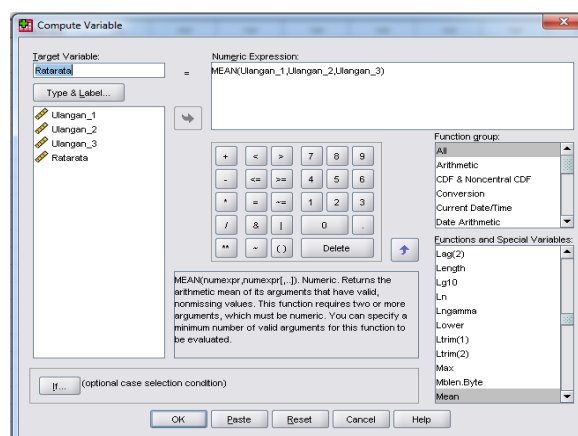 Compute Variable
Target Variable:
Ratarata
=
Numeric Expression:
MEAN(Ulangan_1,Ulangan_2,Ulangan_3)
Type & Label...
Ulangan_1
Ulangan_2
Ulangan_3
Ratarata
+ < > 7 8 9
- <= >= 4 5 6
* = ~= 1 2 3
/ & | 0 .
** ~ ( ) Delete
Function group:
All
Arithmetic
CDF & Noncentral CDF
Conversion
Current Date/Time
Date Arithmetic
Functions and Special Variables:
Lag(2)
Length
Lg10
Ln
Lngamma
Lower
Ltrim(1)
Ltrim(2)
Max
Mblen.Byte
Mean
MEAN(numexpr,numexpr[,..]). Numeric. Returns the
arithmetic mean of its arguments that have valid,
nonmissing values. This function requires two or more
arguments, which must be numeric. You can specify a
minimum number of valid arguments for this function to
be evaluated.
If... (optional case selection condition)
OK Paste Reset Cancel Help